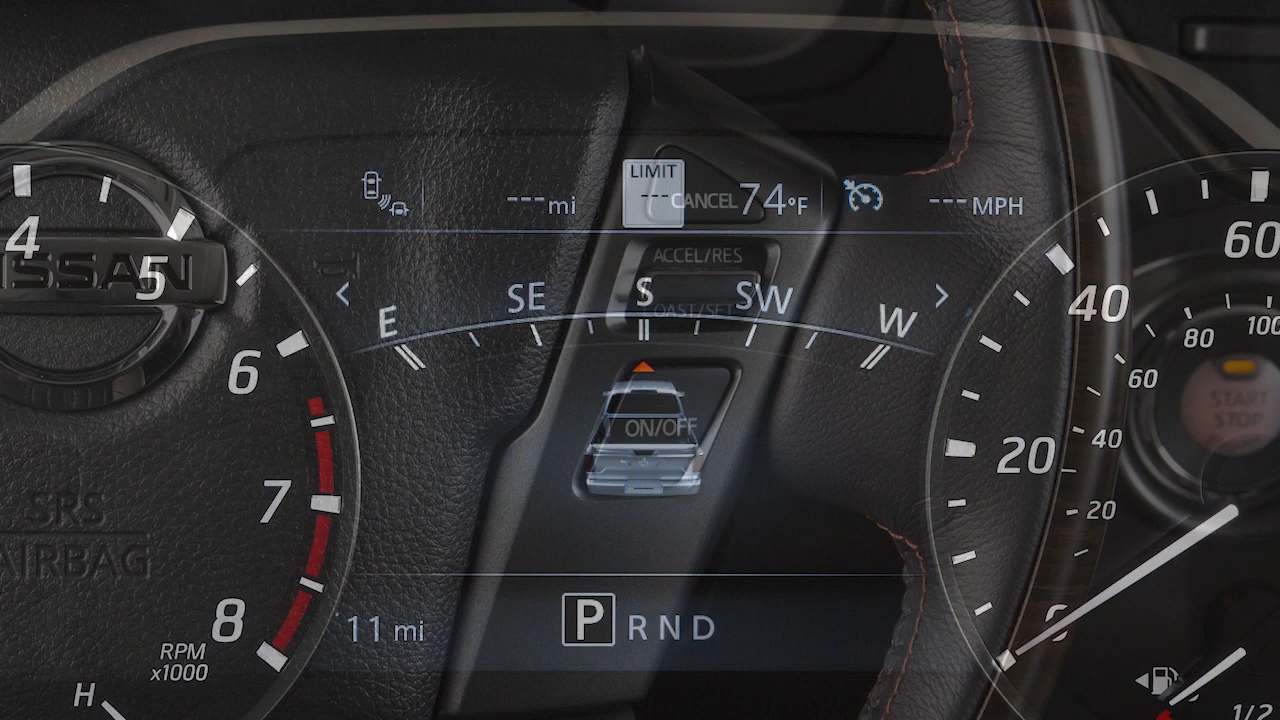 LIMIT
---
CANCEL
--- mi
74°F
--- MPH
ACCEL/RES
COAST/SET
E SE S SW W
ON/OFF
NISSAN
4
5
6
7
8
RPM
x1000
H
SRS
AIRBAG
11 mi
P R N D
60
40
20
0
100
80
60
40
20
START
STOP
1/2